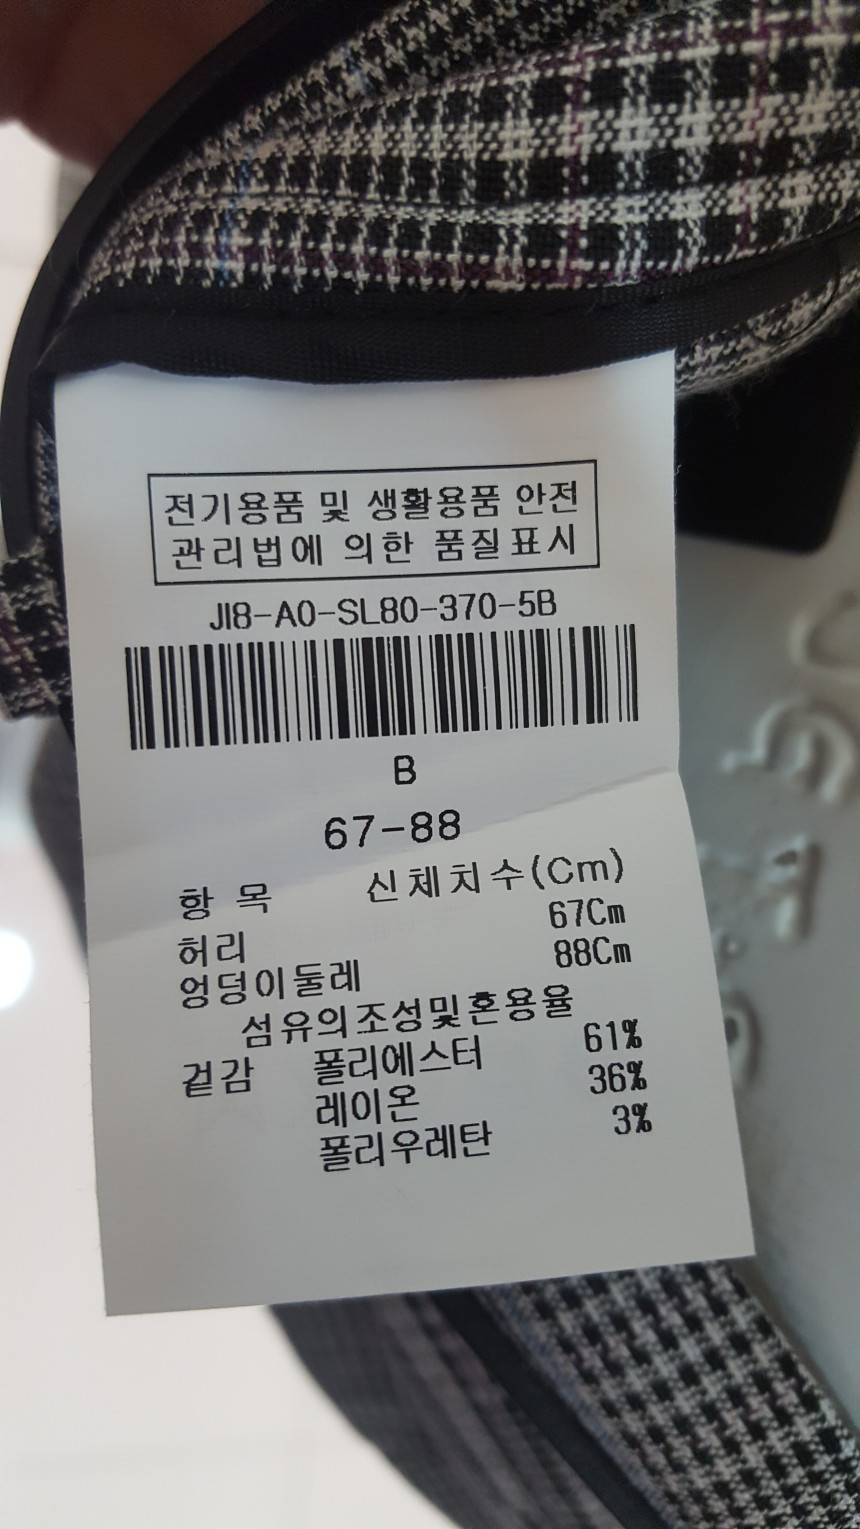 전기용품 및 생활용품 안전
관리법에 의한 품질표시
JI8-A0-SL80-370-5B
B
67-88
항 목 신체치수(Cm)
허리 67Cm
엉덩이둘레 88Cm
섬유의조성및혼용율
겉감 폴리에스터 61%
레이온 36%
폴리우레탄 3%